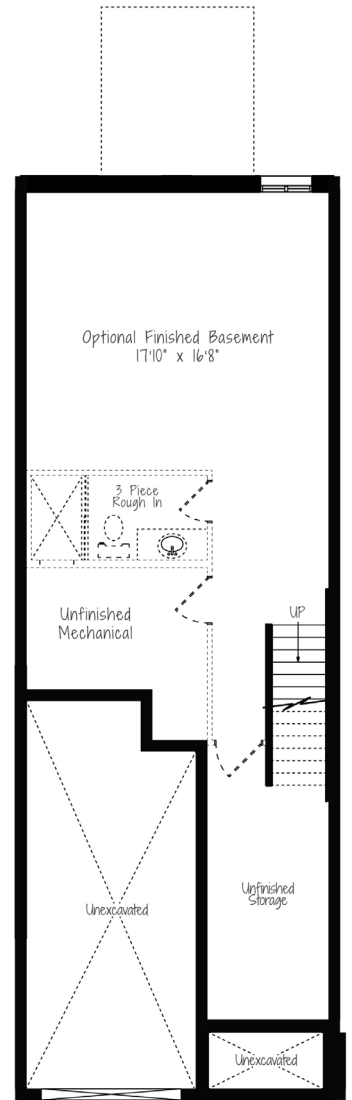 Optional Finished Basement
17'10" x 16'8"
3 Piece
Rough In
Unfinished
Mechanical
UP
Unfinished
Storage
Unexcavated
Unexcavated